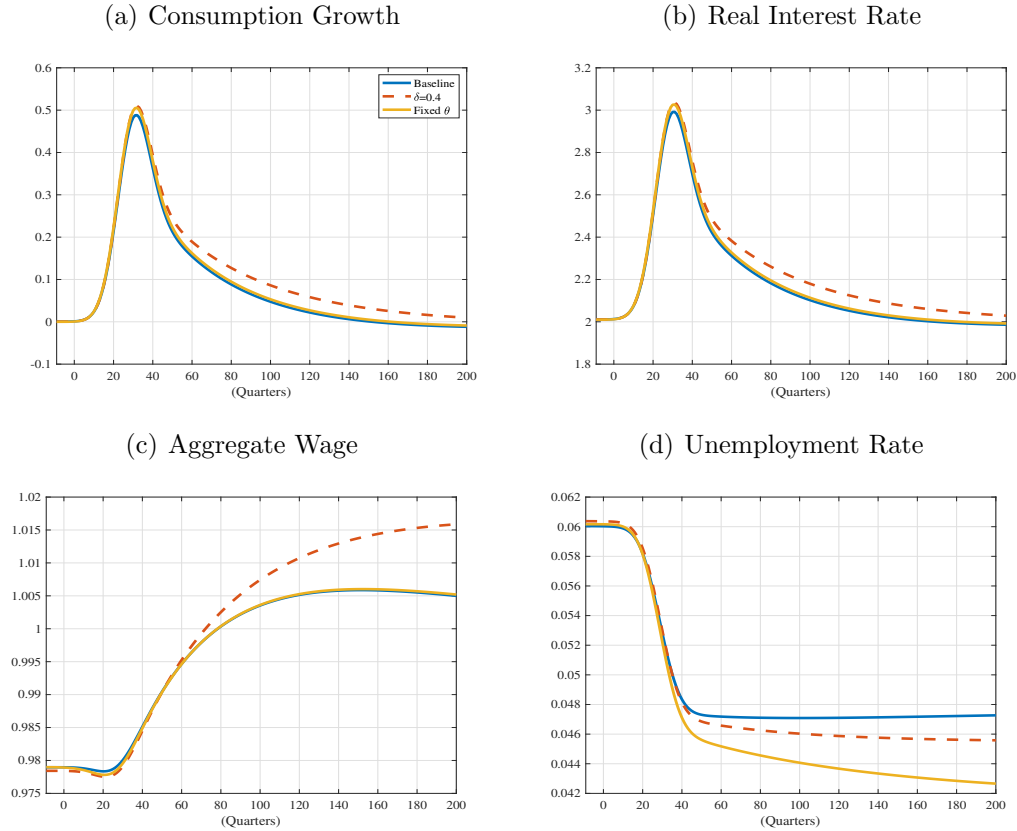 (a) Consumption Growth
0.6
0.5
0.4
0.3
0.2
0.1
0
-0.1
0 20 40 60 80 100 120 140 160 180 200
(Quarters)
Baseline
δ=0.4
Fixed θ
(b) Real Interest Rate
3.2
3
2.8
2.6
2.4
2.2
2
1.8
0 20 40 60 80 100 120 140 160 180 200
(Quarters)
(c) Aggregate Wage
1.02
1.015
1.01
1.005
1
0.995
0.99
0.985
0.98
0.975
0 20 40 60 80 100 120 140 160 180 200
(Quarters)
(d) Unemployment Rate
0.062
0.06
0.058
0.056
0.054
0.052
0.05
0.048
0.046
0.044
0.042
0 20 40 60 80 100 120 140 160 180 200
(Quarters)